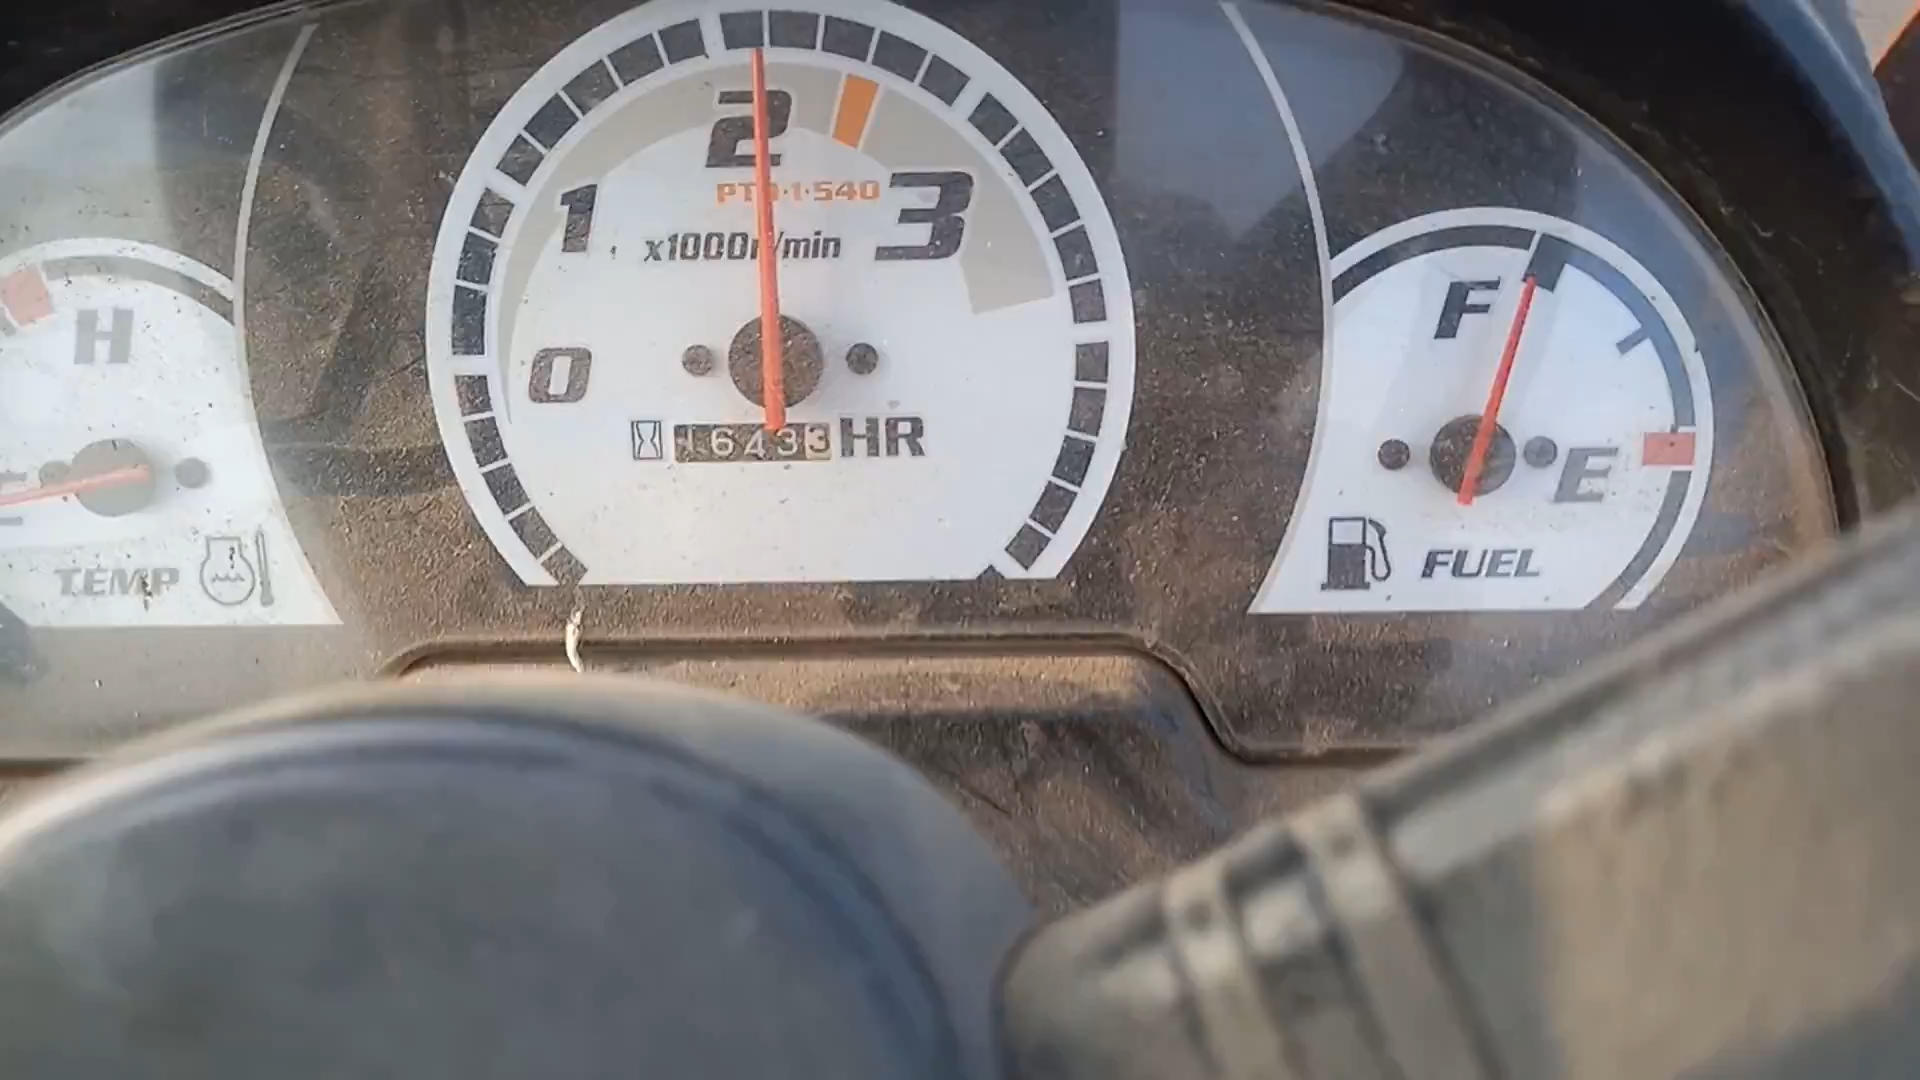 2
1
3
PTO·1·540
x1000r/min
H
F
0
16433 HR
E
TEMP
FUEL